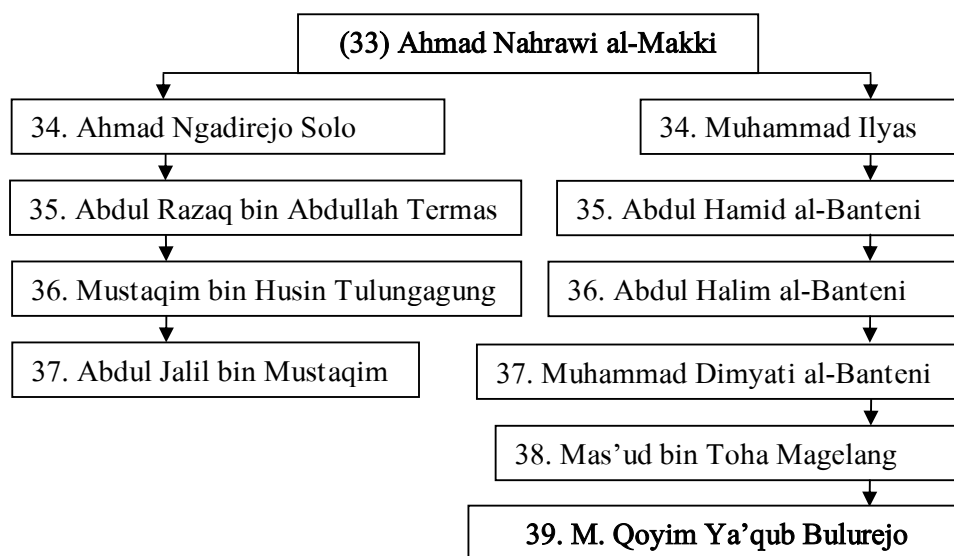 (33) Ahmad Nahrawi al-Makki
34. Ahmad Ngadirejo Solo
35. Abdul Razaq bin Abdullah Termas
36. Mustaqim bin Husin Tulungagung
37. Abdul Jalil bin Mustaqim
34. Muhammad Ilyas
35. Abdul Hamid al-Banteni
36. Abdul Halim al-Banteni
37. Muhammad Dimyati al-Banteni
38. Mas’ud bin Toha Magelang
39. M. Qoyim Ya’qub Bulurejo